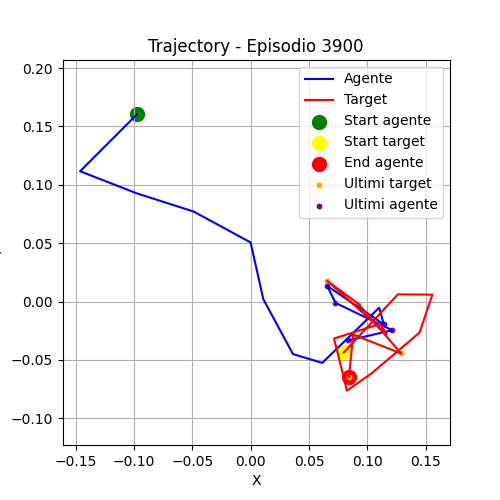 Trajectory - Episodio 3900
0.20
0.15
0.10
0.05
0.00
−0.05
−0.10
−0.15
−0.10
−0.05
0.00
0.05
0.10
0.15
X
Agente
Target
Start agente
Start target
End agente
Ultimi target
Ultimi agente